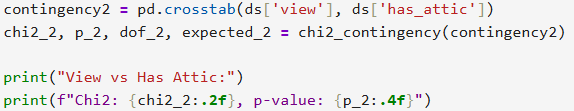 contingency2 = pd.crosstab(ds['view'], ds['has_attic'])
chi2_2, p_2, dof_2, expected_2 = chi2_contingency(contingency2)
print("View vs Has Attic:")
print(f"Chi2: {chi2_2:.2f}, p-value: {p_2:.4f}")